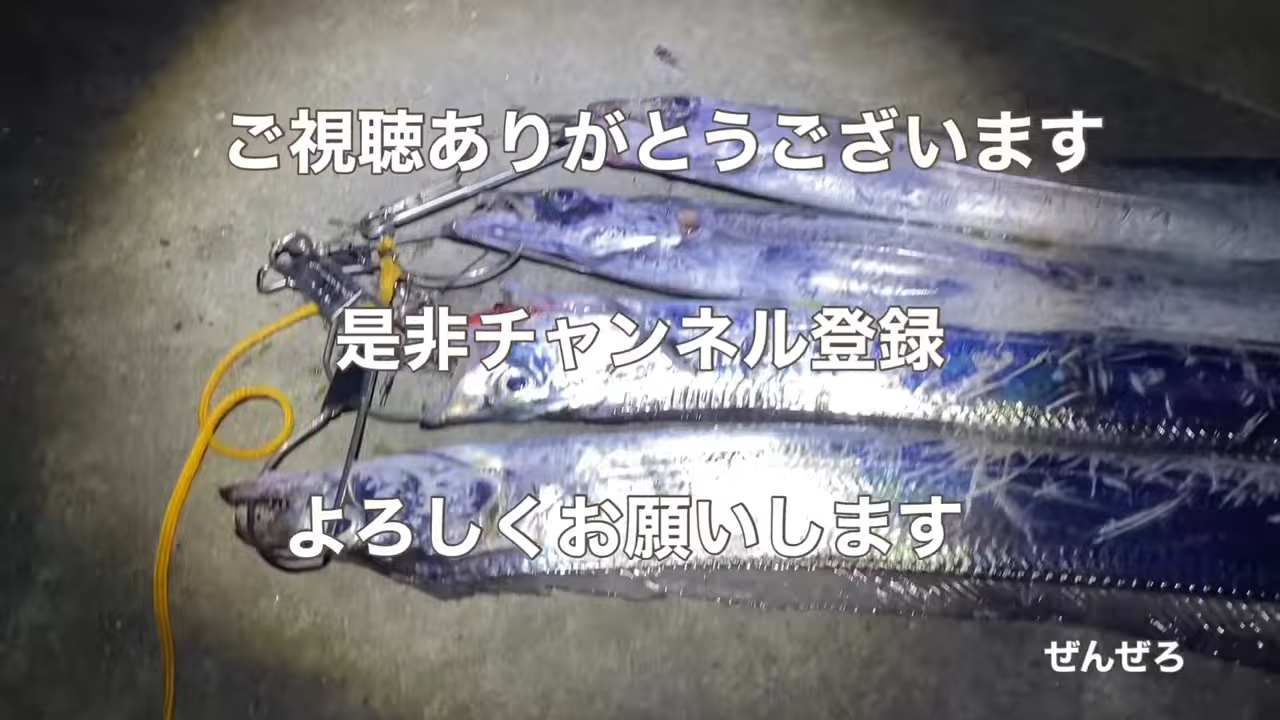 ご視聴ありがとうございます
是非チャンネル登録
よろしくお願いします
ぜんぜろ